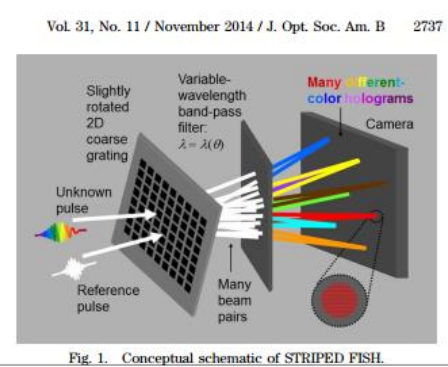 Vol. 31, No. 11 / November 2014 / J. Opt. Soc. Am. B 2737
Slightly
rotated
2D
coarse
grating
Variable-
wavelength
band-pass
filter:
λ = λ(θ)
Many different-
color holograms
Camera
Unknown
pulse
Reference
pulse
Many
beam
pairs
Fig. 1. Conceptual schematic of STRIPED FISH.